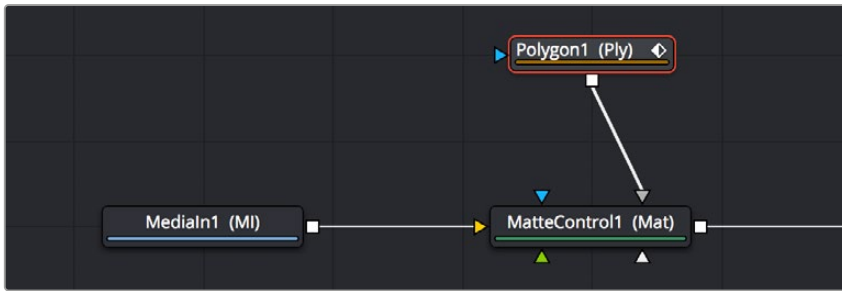 Polygon1 (Ply)
MediaIn1 (MI)
MatteControl1 (Mat)